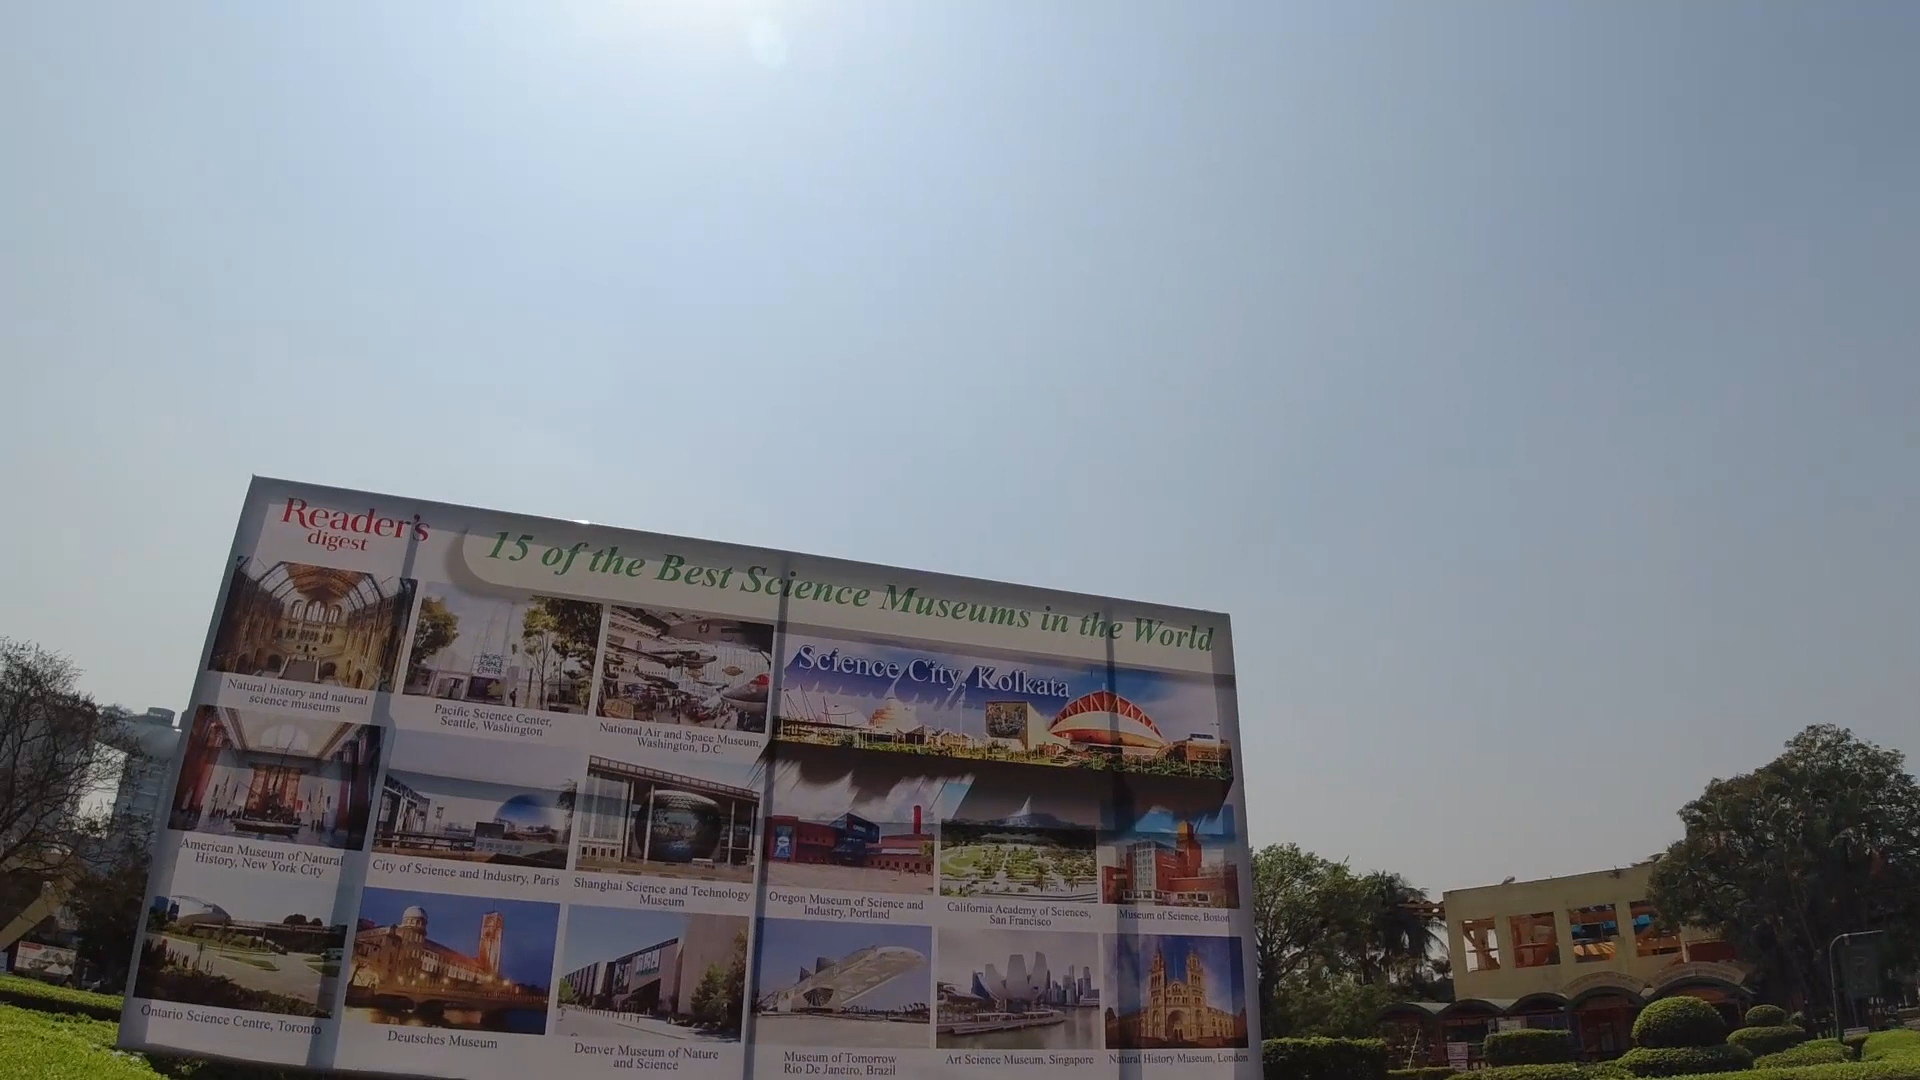 Reader's
digest
15 of the Best Science Museums in the World
Natural history and natural
science museums
Pacific Science Center,
Seattle, Washington
National Air and Space Museum,
Washington, D.C.
Science City, Kolkata
American Museum of Natural
History, New York City
City of Science and Industry, Paris
Shanghai Science and Technology
Museum
Oregon Museum of Science and
Industry, Portland
California Academy of Sciences,
San Francisco
Museum of Science, Boston
Ontario Science Centre, Toronto
Deutsches Museum
Denver Museum of Nature
and Science
Museum of Tomorrow
Rio De Janeiro, Brazil
Art Science Museum, Singapore
Natural History Museum, London